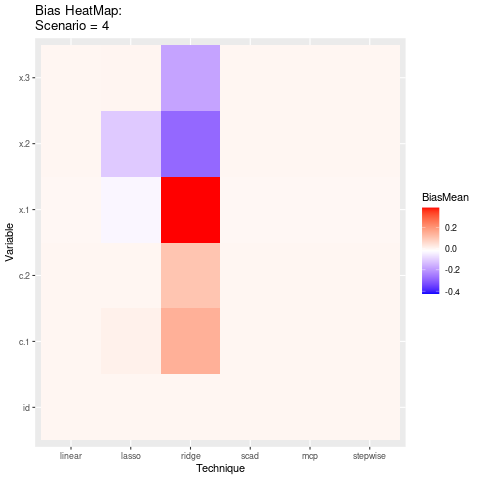 Bias HeatMap:
Scenario = 4
Variable
x.3
x.2
x.1
c.2
c.1
id
linear lasso ridge scad mcp stepwise
Technique
BiasMean
0.2
0.0
-0.2
-0.4